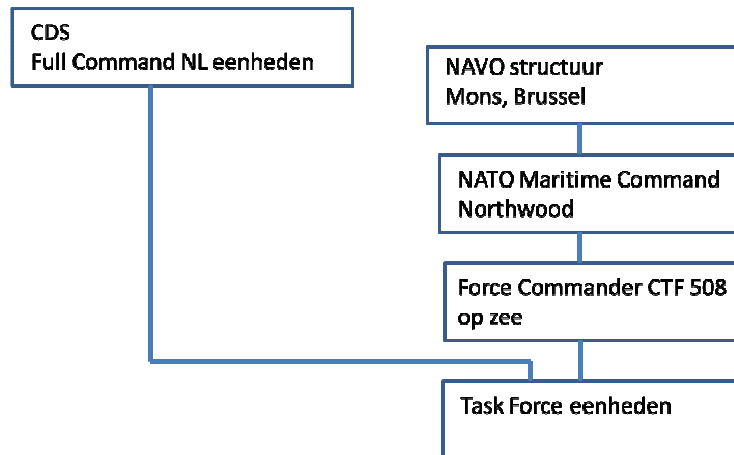 CDS
Full Command NL eenheden
NAVO structuur
Mons, Brussel
NATO Maritime Command
Northwood
Force Commander CTF 508
op zee
Task Force eenheden